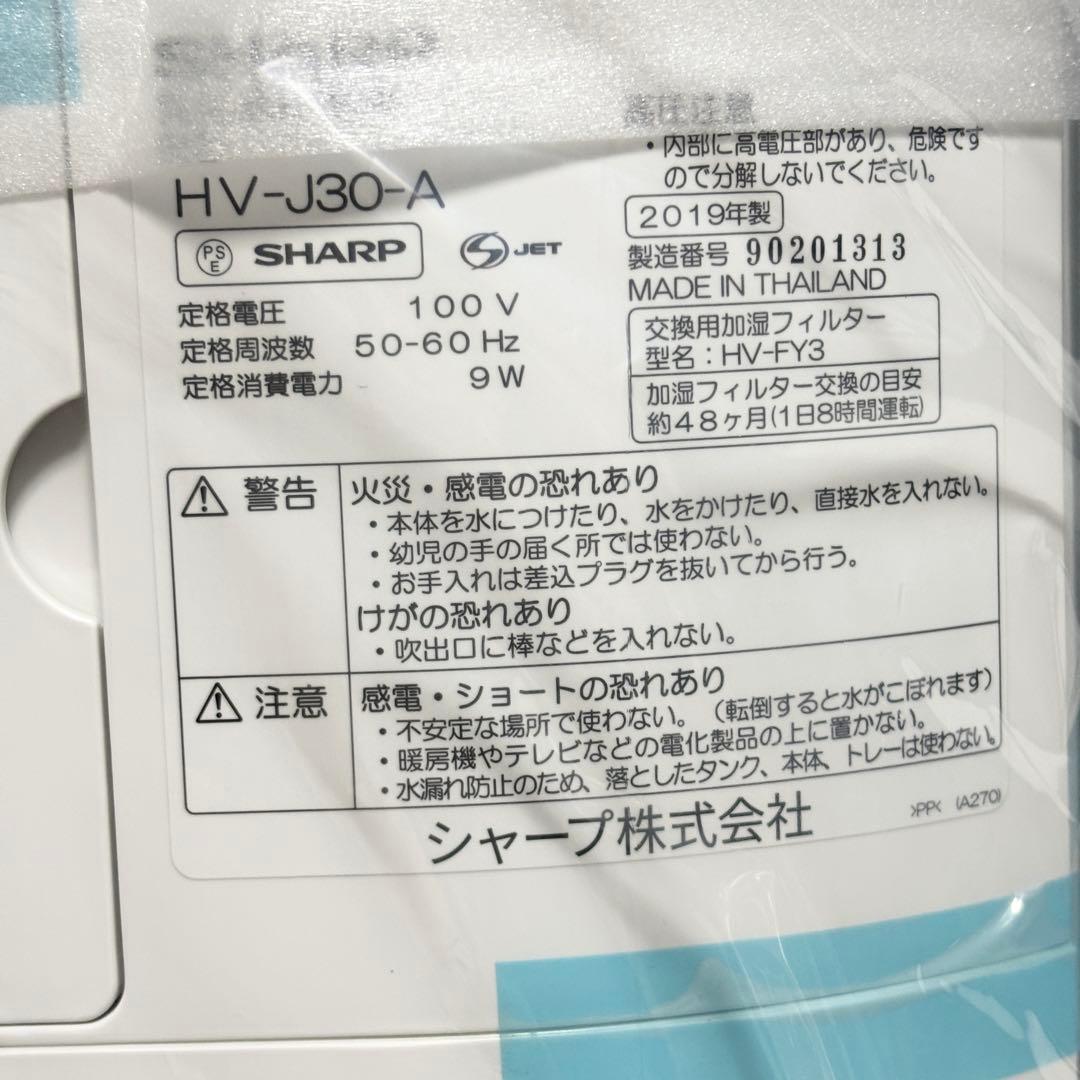 SHARP
高圧注意
・内部に高電圧部があり、危険です
ので分解しないでください。
HV-J30-A
PS
E
SHARP
S JET
定格電圧 100 V
定格周波数 50-60 Hz
定格消費電力 9 W
2019年製
製造番号 90201313
MADE IN THAILAND
交換用加湿フィルター
型名：HV-FY3
加湿フィルター交換の目安
約48ヶ月(1日8時間運転)
警告
火災・感電の恐れあり
・本体を水につけたり、水をかけたり、直接水を入れない。
・幼児の手の届く所では使わない。
・お手入れは差込プラグを抜いてから行う。
けがの恐れあり
・吹出口に棒などを入れない。
注意
感電・ショートの恐れあり
・不安定な場所で使わない。（転倒すると水がこぼれます）
・暖房機やテレビなどの電化製品の上に置かない。
・水漏れ防止のため、落としたタンク、本体、トレーは使わない。
シャープ株式会社
>PP< (A270)